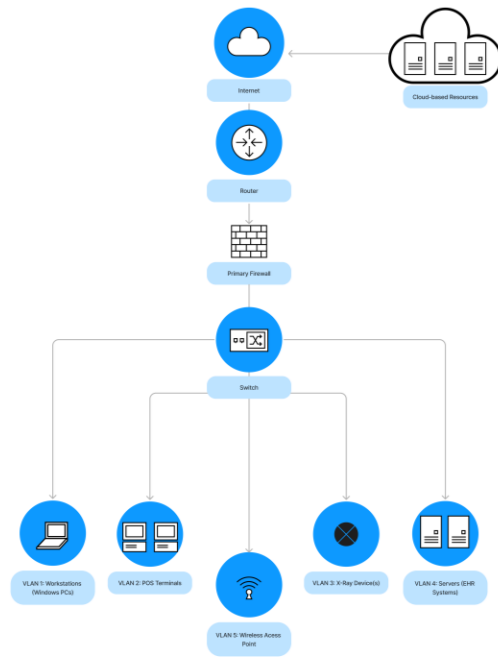 Internet
Cloud-based Resources
Router
Primary Firewall
Switch
VLAN 1: Workstations
(Windows PCs)
VLAN 2: POS Terminals
VLAN 3: X-Ray Device(s)
VLAN 4: Servers (EHR
Systems)
VLAN 5: Wireless Acess
Point